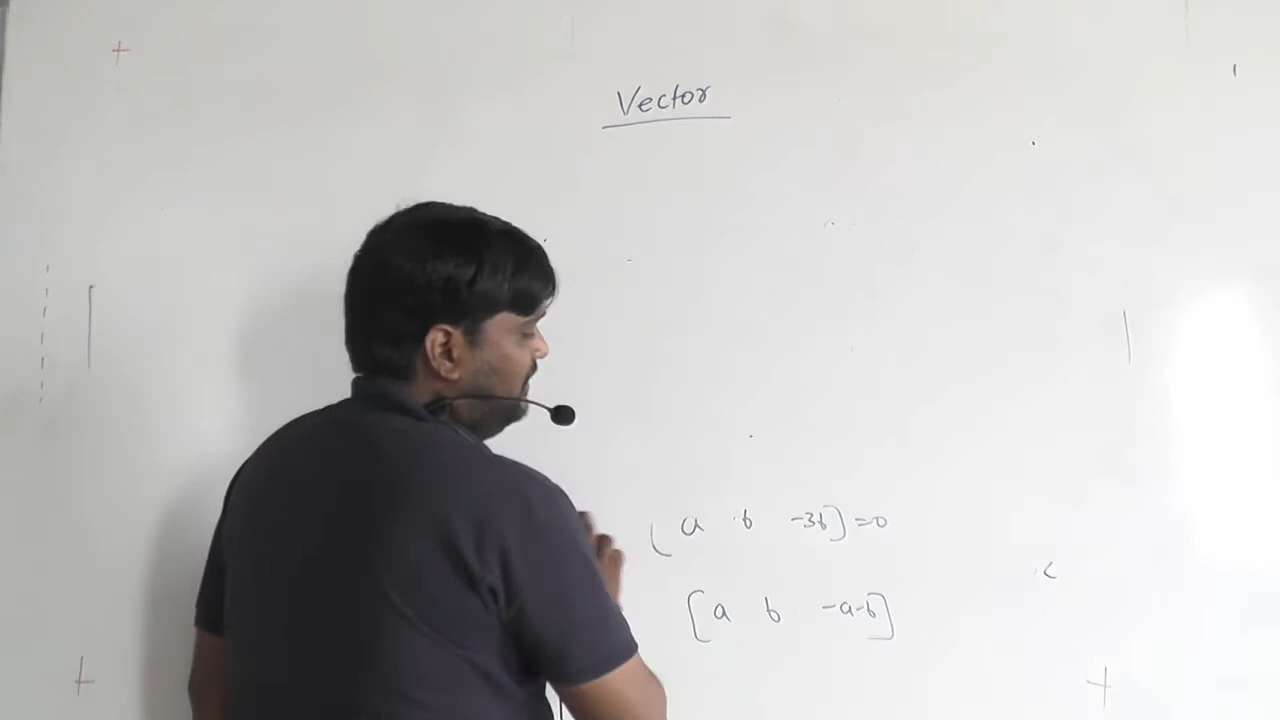 Vector
[a b -3b] = 0
[a b -a-b]
<